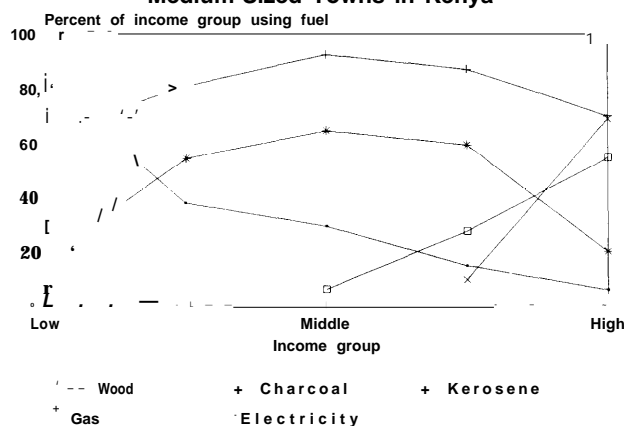 Medium Sized Towns in Kenya
Percent of income group using fuel
100
80
60
40
20
0
Low Middle High
Income group
Wood + Charcoal + Kerosene
Gas Electricity